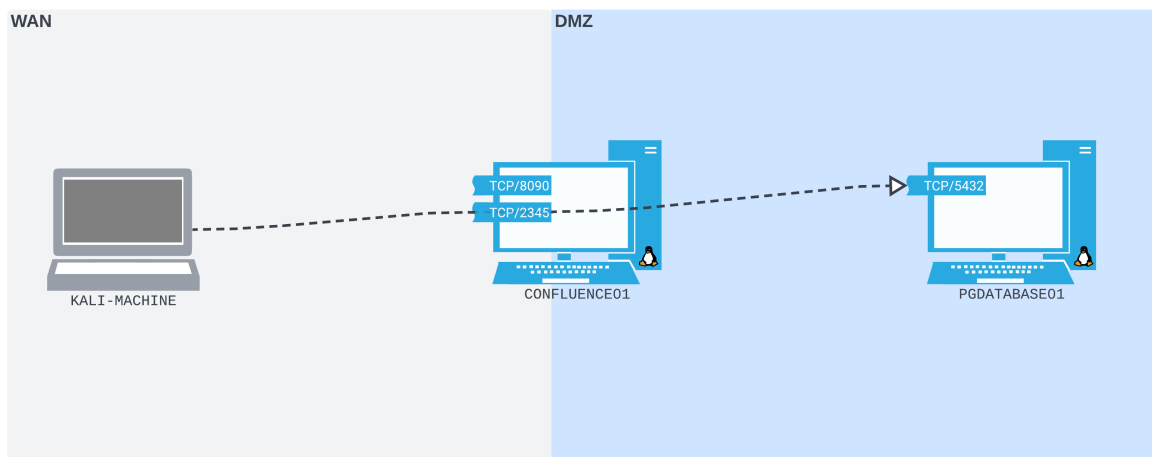 WAN
DMZ
TCP/8090
TCP/2345
TCP/5432
KALI-MACHINE
CONFLUENCE01
PGDATABASE01